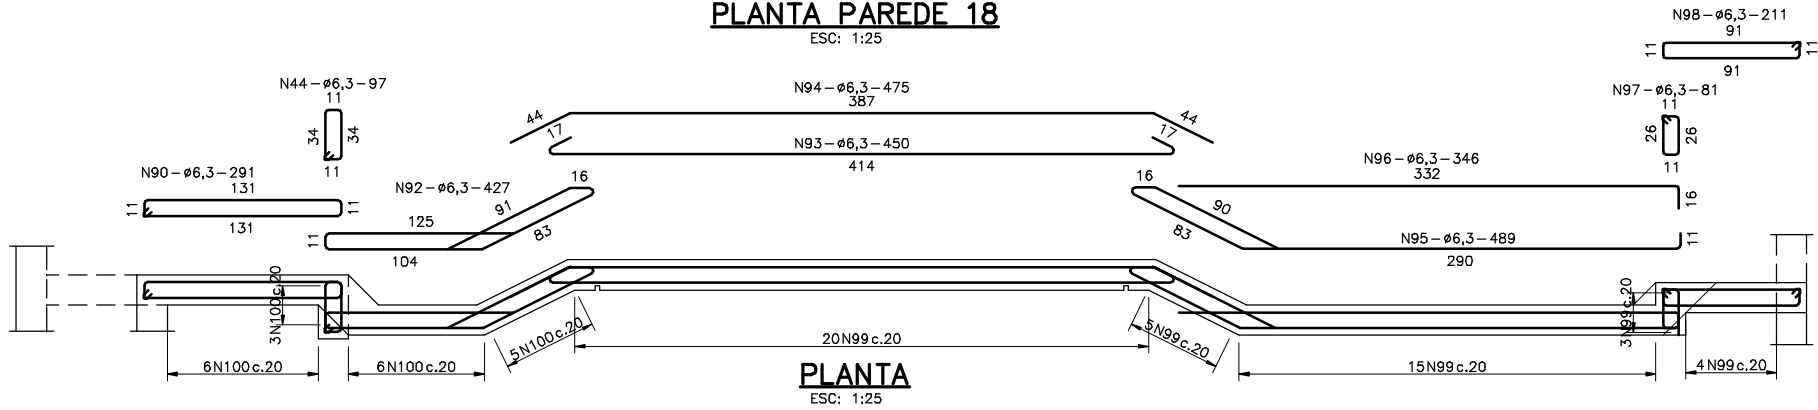 PLANTA PAREDE 18
ESC: 1:25
N98-ø6,3-211
91
11
11
91
N44-ø6,3-97
11
34
34
11
N94-ø6,3-475
387
44
44
17
17
N93-ø6,3-450
414
N97-ø6,3-81
11
26
26
11
N90-ø6,3-291
131
11
11
131
N92-ø6,3-427
16
91
125
11
83
104
16
90
83
N96-ø6,3-346
332
16
N95-ø6,3-489
11
290
3N100c.20
3N99c.20
5N100c.20
5N99c.20
20N99c.20
6N100c.20
6N100c.20
15N99c.20
4N99c.20
PLANTA
ESC: 1:25